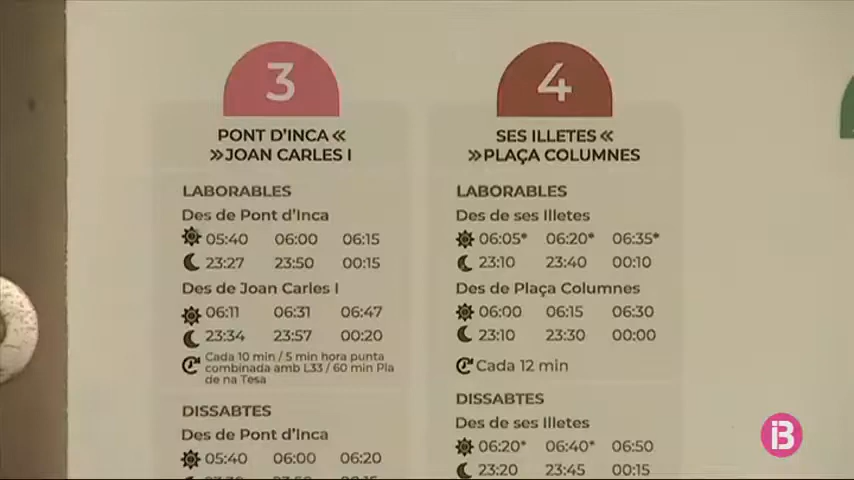 3
PONT D'INCA «
»JOAN CARLES I
LABORABLES
Des de Pont d'Inca
05:40 06:00 06:15
23:27 23:50 00:15
Des de Joan Carles I
06:11 06:31 06:47
23:34 23:57 00:20
Cada 10 min / 5 min hora punta
combinada amb L33 / 60 min Pla
de na Tesa
DISSABTES
Des de Pont d'Inca
05:40 06:00 06:20
4
SES ILLETES «
»PLAÇA COLUMNES
LABORABLES
Des de ses Illetes
06:05* 06:20* 06:35*
23:10 23:40 00:10
Des de Plaça Columnes
06:00 06:15 06:30
23:10 23:30 00:00
Cada 12 min
DISSABTES
Des de ses Illetes
06:20* 06:40* 06:50
23:20 23:45 00:15
iB3